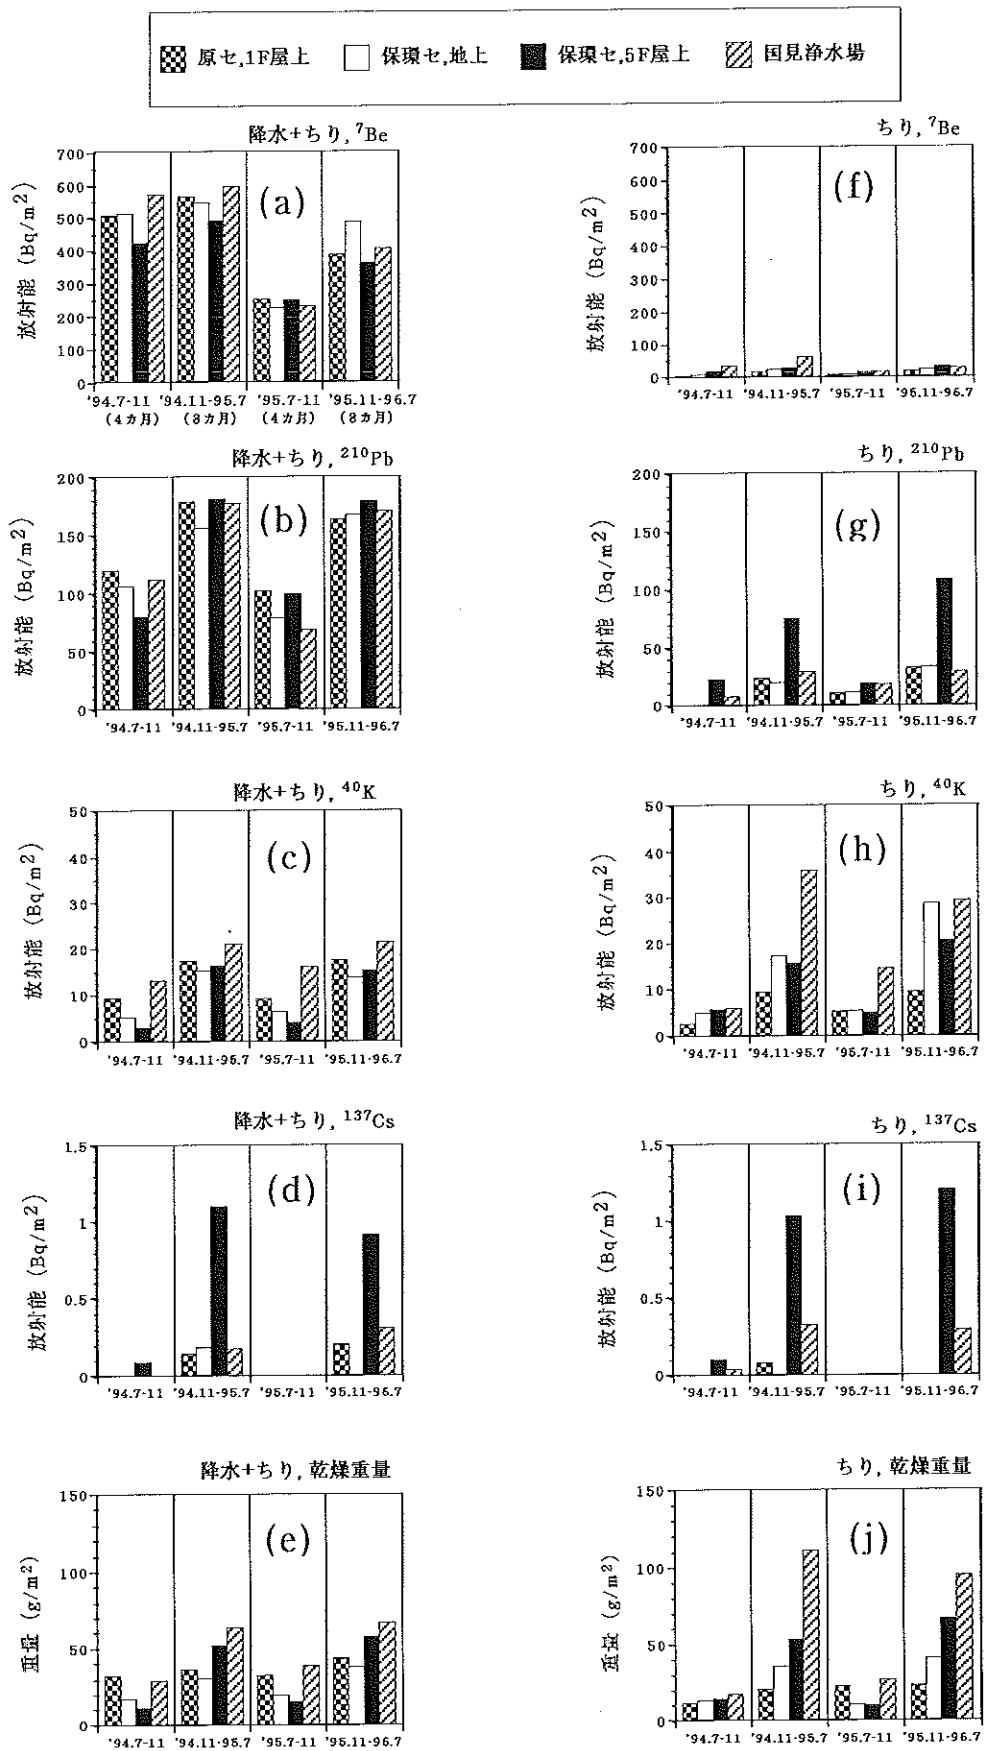 原セ,1F屋上 保環セ,地上 保環セ,5F屋上 国見浄水場
降水+ちり, ⁷Be
放射能 (Bq/m²)
700
600
500
400
300
200
100
0
(a)
'94.7-11 '94.11-95.7 '95.7-11 '95.11-96.7
(4カ月) (8カ月) (4カ月) (8カ月)
降水+ちり, ²¹⁰Pb
放射能 (Bq/m²)
200
150
100
50
0
(b)
'94.7-11 '94.11-95.7 '95.7-11 '95.11-96.7
降水+ちり, ⁴⁰K
放射能 (Bq/m²)
50
40
30
20
10
0
(c)
'94.7-11 '94.11-95.7 '95.7-11 '95.11-96.7
降水+ちり, ¹³⁷Cs
放射能 (Bq/m²)
1.5
1
0.5
0
(d)
'94.7-11 '94.11-95.7 '95.7-11 '95.11-96.7
降水+ちり, 乾燥重量
重量 (g/m²)
150
100
50
0
(e)
'94.7-11 '94.11-95.7 '95.7-11 '95.11-96.7
ちり, ⁷Be
放射能 (Bq/m²)
700
600
500
400
300
200
100
0
(f)
'94.7-11 '94.11-95.7 '95.7-11 '95.11-96.7
ちり, ²¹⁰Pb
放射能 (Bq/m²)
200
150
100
50
0
(g)
'94.7-11 '94.11-95.7 '95.7-11 '95.11-96.7
ちり, ⁴⁰K
放射能 (Bq/m²)
50
40
30
20
10
0
(h)
'94.7-11 '94.11-95.7 '95.7-11 '95.11-96.7
ちり, ¹³⁷Cs
放射能 (Bq/m²)
1.5
1
0.5
0
(i)
'94.7-11 '94.11-95.7 '95.7-11 '95.11-96.7
ちり, 乾燥重量
重量 (g/m²)
150
100
50
0
(j)
'94.7-11 '94.11-95.7 '95.7-11 '95.11-96.7